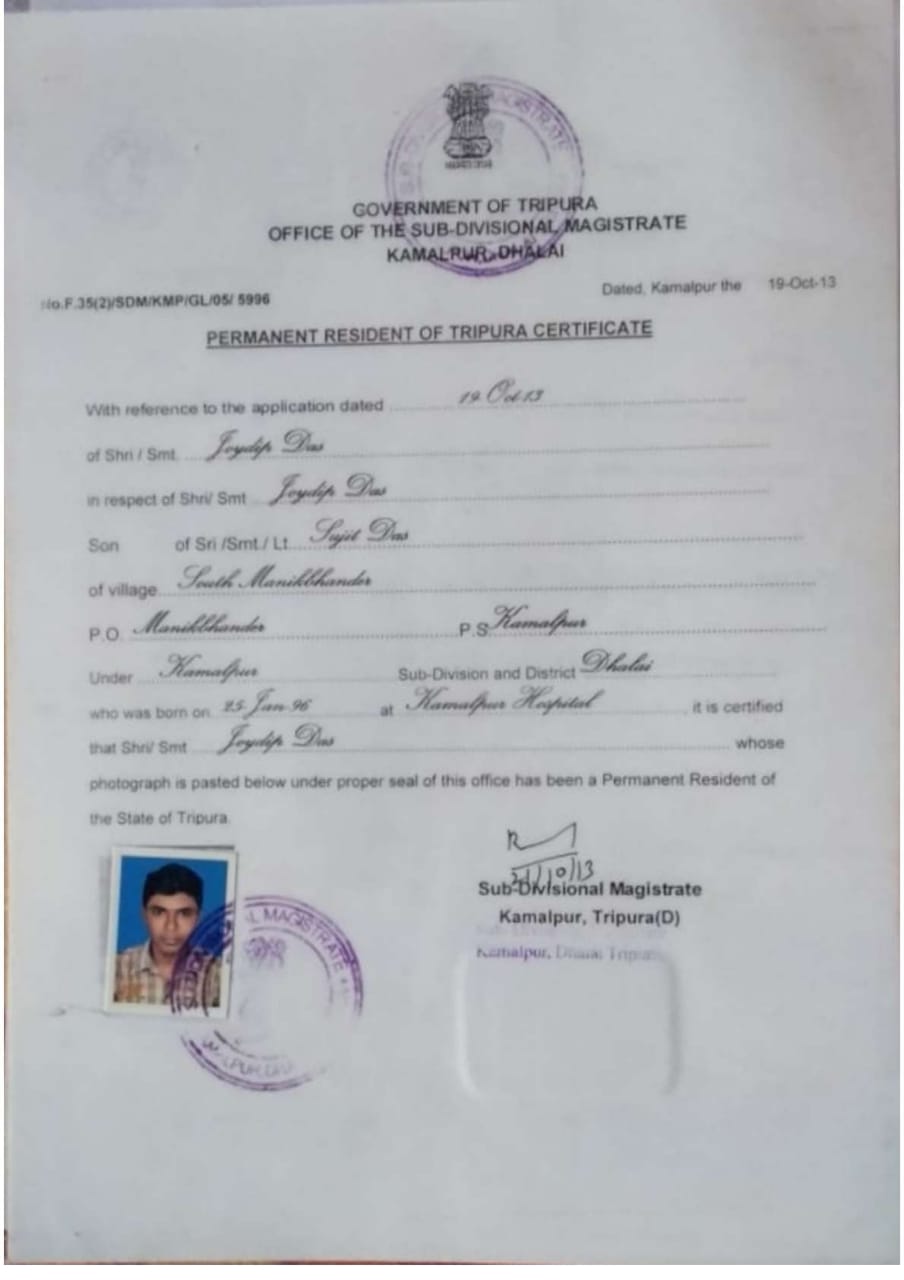 GOVERNMENT OF TRIPURA
OFFICE OF THE SUB-DIVISIONAL MAGISTRATE
KAMALPUR, DHALAI
No.F.35(2)/SDM/KMP/GL/05/ 5996 Dated, Kamalpur the 19-Oct-13
PERMANENT RESIDENT OF TRIPURA CERTIFICATE
With reference to the application dated 19 Oct 13
of Shri / Smt. Joydip Das
in respect of Shri/ Smt Joydip Das
Son of Sri /Smt./ Lt. Sujit Das
of village South Manikbhander
P.O. Manikbhander P.S Kamalpur
Under Kamalpur Sub-Division and District Dhalai
who was born on 25 Jan 96 at Kamalpur Hospital , it is certified
that Shri/ Smt Joydip Das whose
photograph is pasted below under proper seal of this office has been a Permanent Resident of
the State of Tripura.
/10/13
Sub-Divisional Magistrate
Kamalpur, Tripura(D)
Kamalpur, Dhalai Tripura
L MAGISTRATE